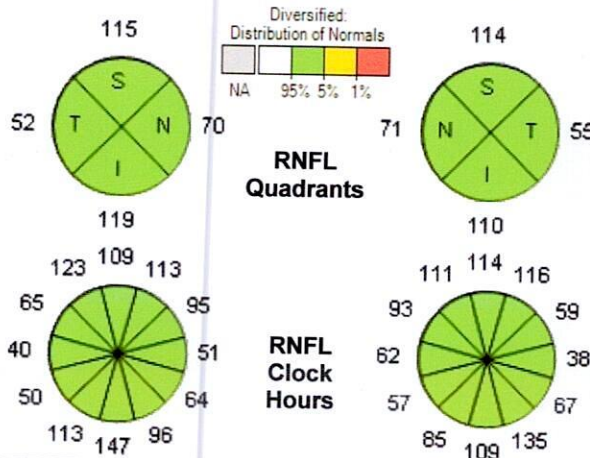 Diversified:
Distribution of Normals
NA 95% 5% 1%
115
S
52 T N 70
I
119
RNFL
Quadrants
114
S
71 N T 55
I
110
109
123 113
65 95
40 51
50 64
113 96
147
RNFL
Clock
Hours
114
111 116
93 59
62 38
57 67
85 135
109